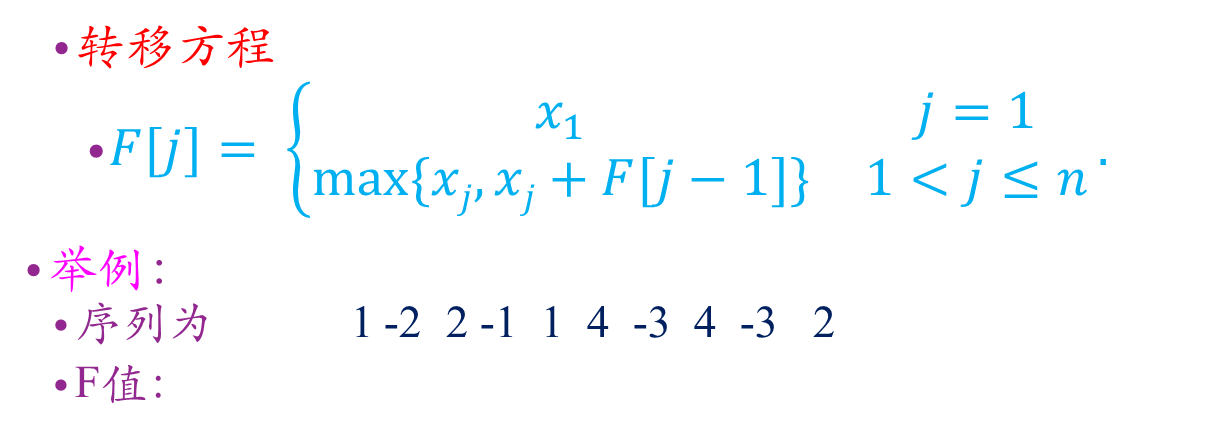 •转移方程
•F[j] = { x₁ j = 1
max{xⱼ, xⱼ + F[j − 1]} 1 < j ≤ n .
•举例：
•序列为 1 -2 2 -1 1 4 -3 4 -3 2
•F值：